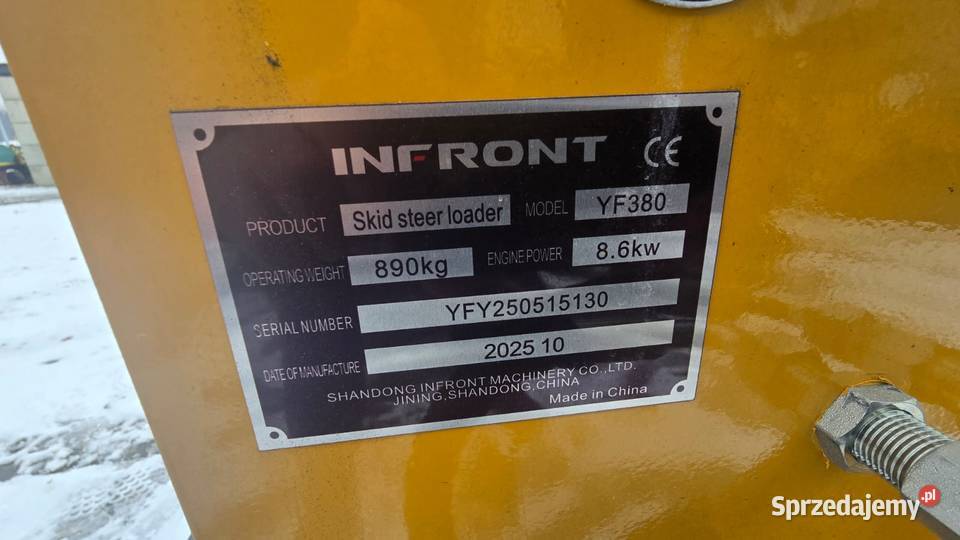 INFRONT CE
PRODUCT Skid steer loader MODEL YF380
OPERATING WEIGHT 890kg ENGINE POWER 8.6kw
SERIAL NUMBER YFY250515130
DATE OF MANUFACTURE 2025 10
SHANDONG INFRONT MACHINERY CO.,LTD.
JINING.SHANDONG.CHINA
Made in China
Sprzedajemy.pl